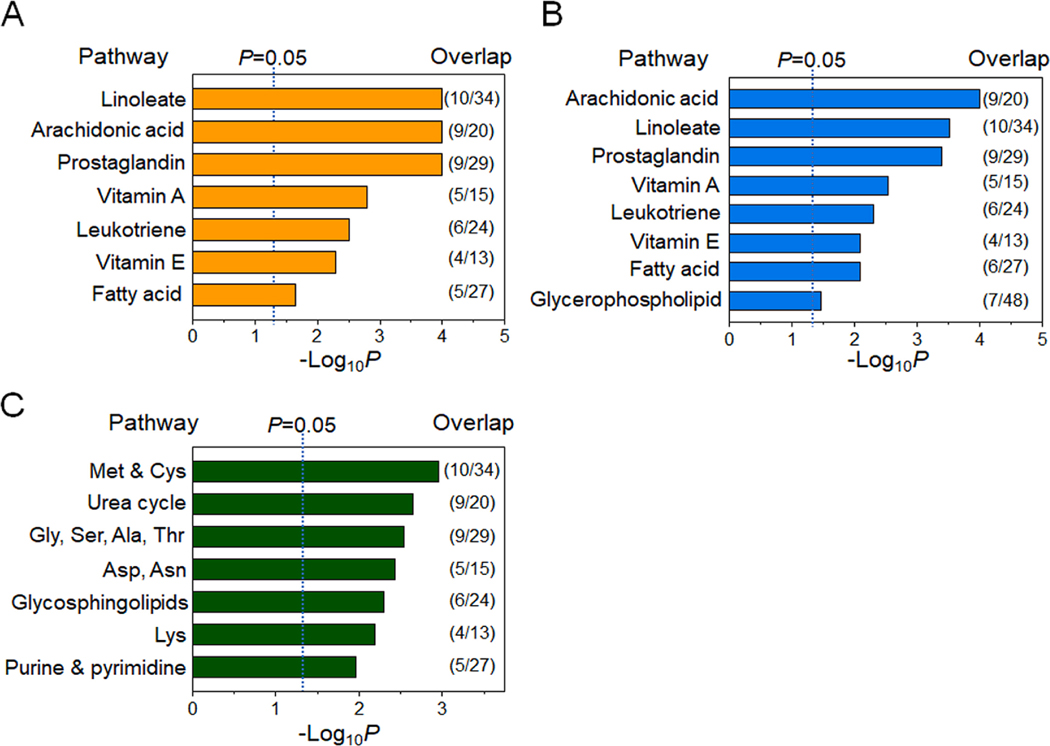 A
Pathway P=0.05 Overlap
Linoleate (10/34)
Arachidonic acid (9/20)
Prostaglandin (9/29)
Vitamin A (5/15)
Leukotriene (6/24)
Vitamin E (4/13)
Fatty acid (5/27)
0 1 2 3 4 5
-Log10P
B
Pathway P=0.05 Overlap
Arachidonic acid (9/20)
Linoleate (10/34)
Prostaglandin (9/29)
Vitamin A (5/15)
Leukotriene (6/24)
Vitamin E (4/13)
Fatty acid (6/27)
Glycerophospholipid (7/48)
0 1 2 3 4 5
-Log10P
C
Pathway P=0.05 Overlap
Met & Cys (10/34)
Urea cycle (9/20)
Gly, Ser, Ala, Thr (9/29)
Asp, Asn (5/15)
Glycosphingolipids (6/24)
Lys (4/13)
Purine & pyrimidine (5/27)
0 1 2 3
-Log10P